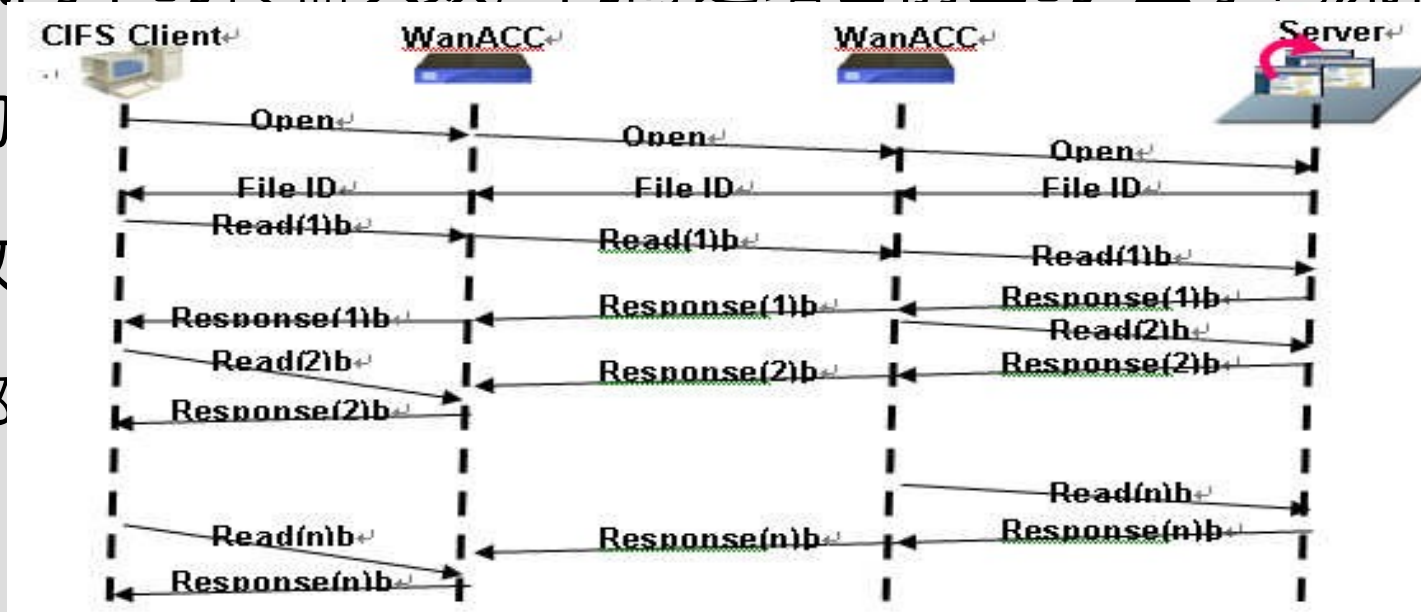 CIFS Client WanACC WanACC Server
Open
Open
Open
File ID File ID File ID
Read(1)b
Read(1)b
Read(1)b
Response(1)b
Response(1)b
Response(1)b
Read(2)b
Read(2)b
Response(2)b
Response(2)b
Response(2)b
Read(n)b
Read(n)b
Response(n)b
Response(n)b
Response(n)b